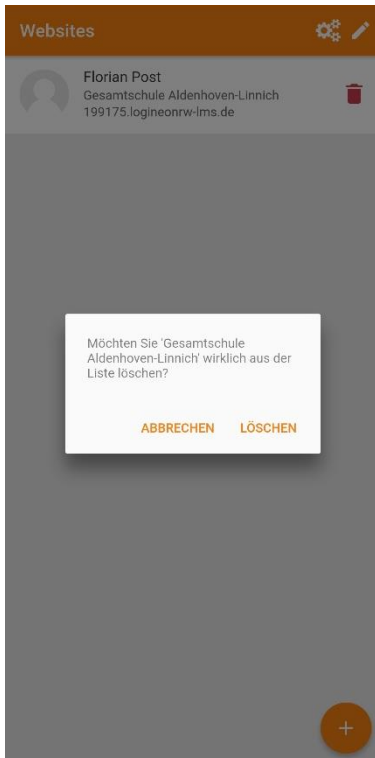 Websites
Florian Post
Gesamtschule Aldenhoven-Linnich
199175.logineonrw-lms.de
Möchten Sie 'Gesamtschule
Aldenhoven-Linnich' wirklich aus der
Liste löschen?
ABBRECHEN LÖSCHEN